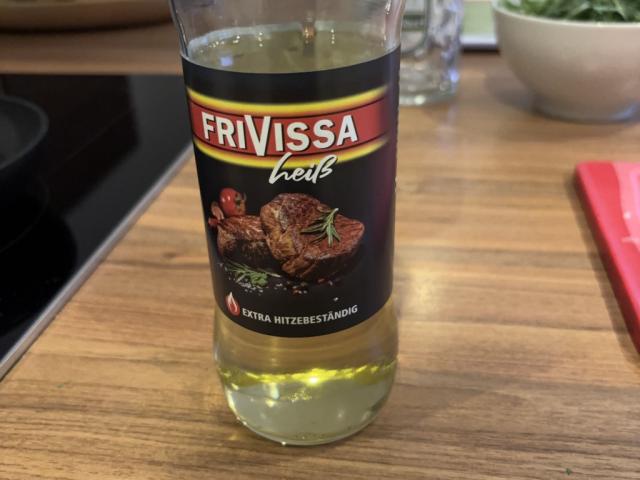 FRIVISSA
heiß
EXTRA HITZEBESTÄNDIG